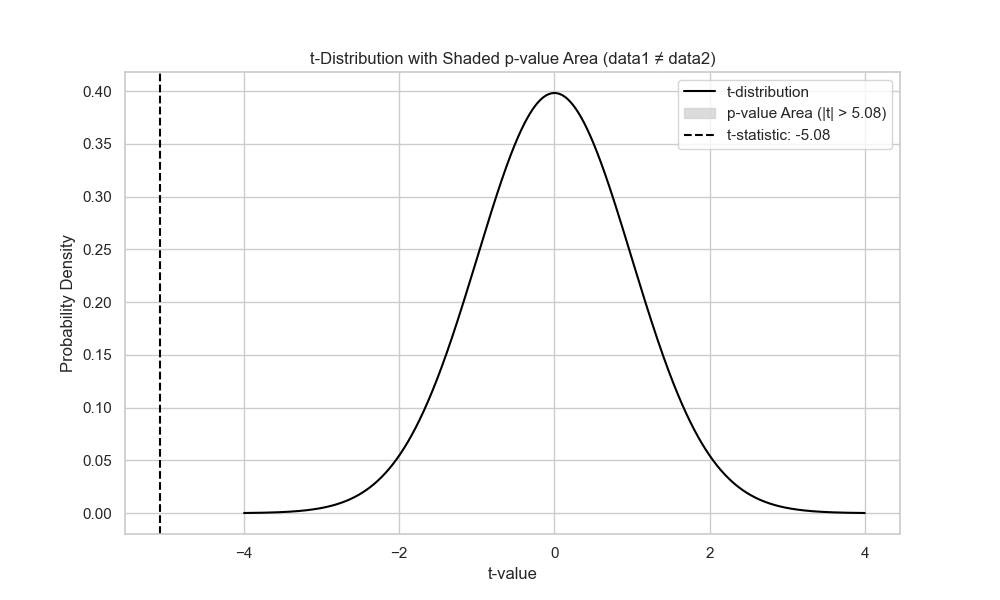 t-Distribution with Shaded p-value Area (data1 ≠ data2)
t-distribution
p-value Area (|t| > 5.08)
t-statistic: -5.08
Probability Density
0.40
0.35
0.30
0.25
0.20
0.15
0.10
0.05
0.00
−4 −2 0 2 4
t-value